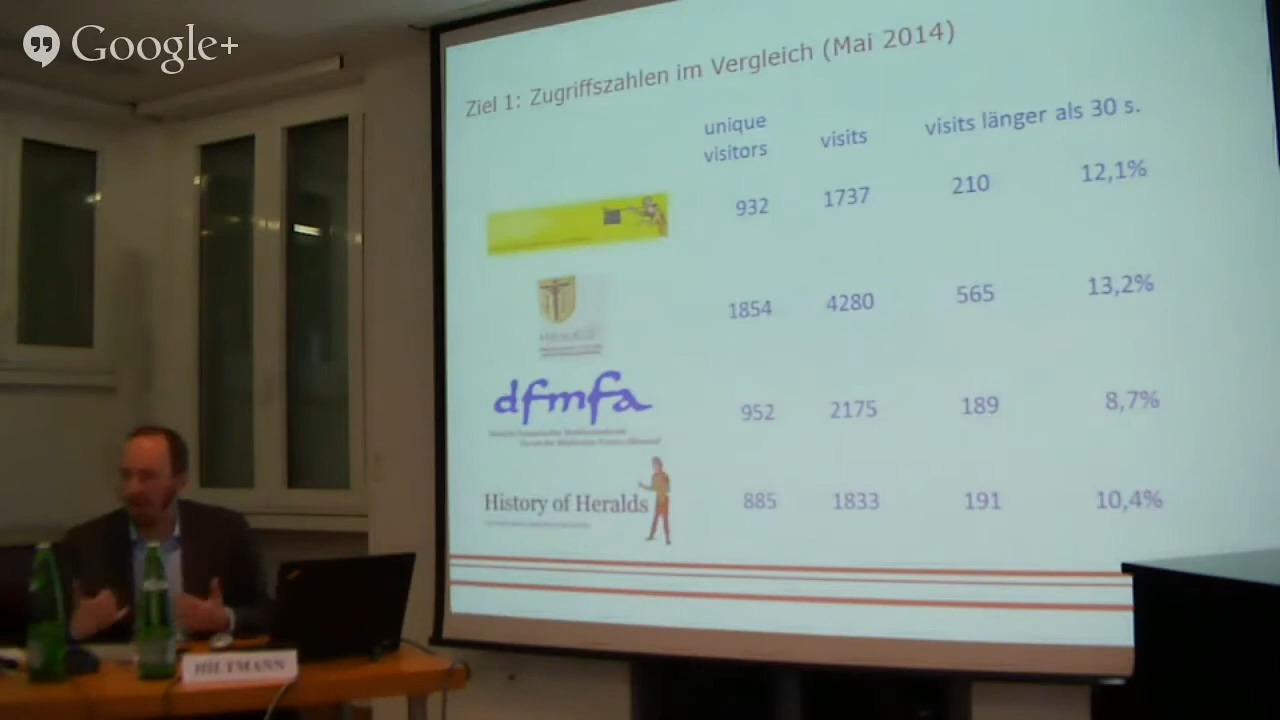 Google+
Ziel 1: Zugriffszahlen im Vergleich (Mai 2014)
unique visits visits länger als 30 s.
visitors
932 1737 210 12,1%
1854 4280 565 13,2%
dfmfa 952 2175 189 8,7%
History of Heralds 885 1833 191 10,4%
HILTMANN